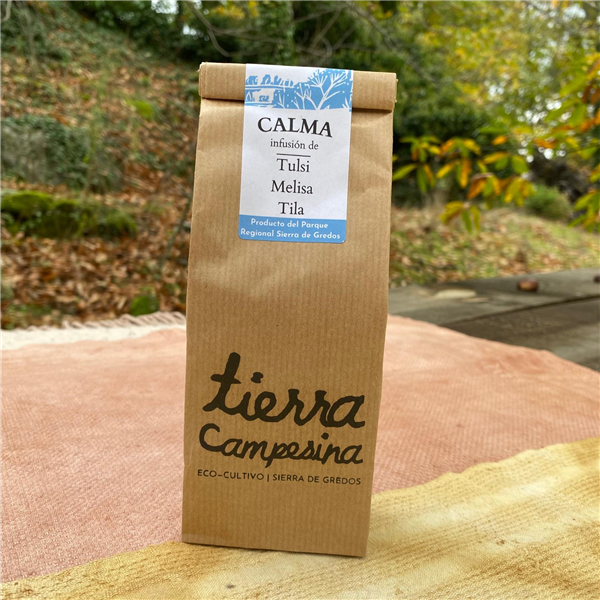 CALMA
infusión de
Tulsi
Melisa
Tila
Producto del Parque
Regional Sierra de Gredos
tierra
Campesina
ECO-CULTIVO | SIERRA DE GREDOS